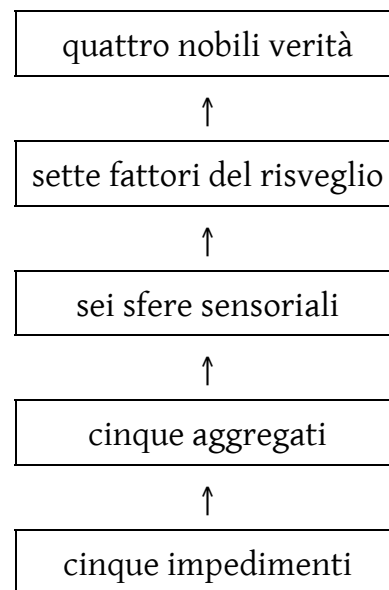 quattro nobili verità
↑
sette fattori del risveglio
↑
sei sfere sensoriali
↑
cinque aggregati
↑
cinque impedimenti